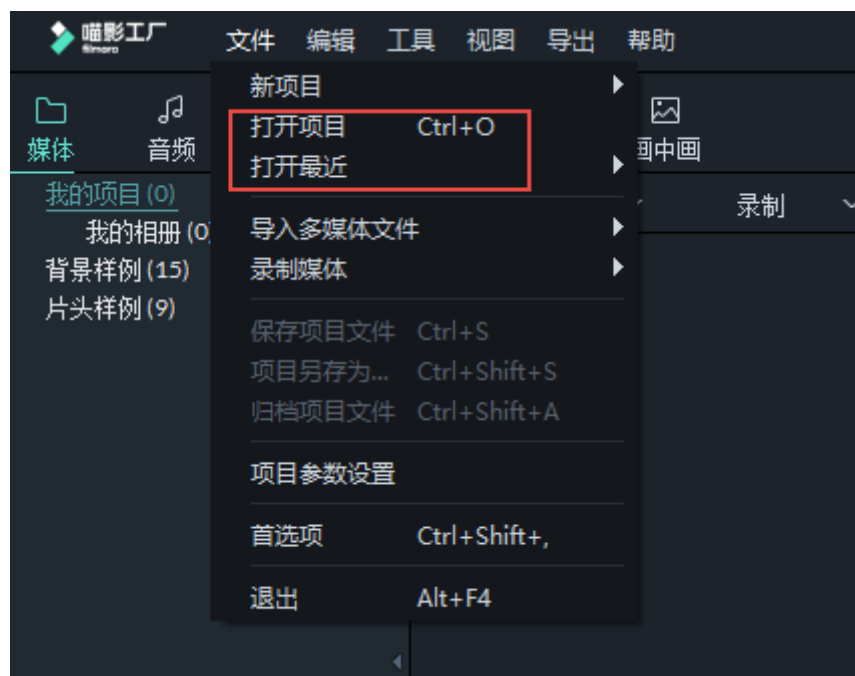 喵影工厂
filmora
文件 编辑 工具 视图 导出 帮助
新项目
打开项目 Ctrl+O
打开最近
导入多媒体文件
录制媒体
保存项目文件 Ctrl+S
项目另存为... Ctrl+Shift+S
归档项目文件 Ctrl+Shift+A
项目参数设置
首选项 Ctrl+Shift+,
退出 Alt+F4
媒体 音频 画中画
我的项目 (0)
我的相册 (0
背景样例 (15)
片头样例 (9)
录制